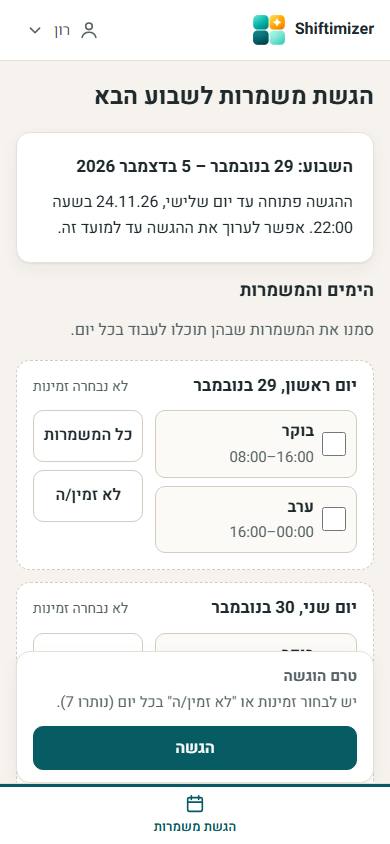 Shiftimizer
רון
הגשת משמרות לשבוע הבא
השבוע: 29 בנובמבר – 5 בדצמבר 2026
ההגשה פתוחה עד יום שלישי, 24.11.26 בשעה
22:00. אפשר לערוך את ההגשה עד למועד זה.
הימים והמשמרות
סמנו את המשמרות שבהן תוכלו לעבוד בכל יום.
יום ראשון, 29 בנובמבר
לא נבחרה זמינות
בוקר
08:00–16:00
ערב
16:00–00:00
כל המשמרות
לא זמין/ה
יום שני, 30 בנובמבר
לא נבחרה זמינות
טרם הוגשה
יש לבחור זמינות או "לא זמין/ה" בכל יום (נותרו 7).
הגשה
הגשת משמרות